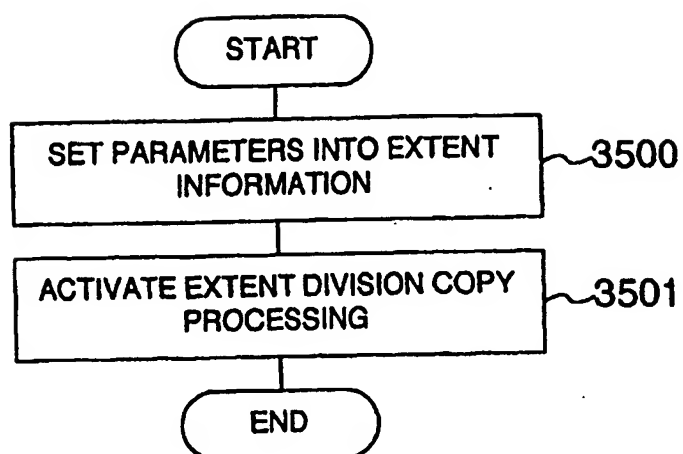 START
SET PARAMETERS INTO EXTENT
INFORMATION
3500
ACTIVATE EXTENT DIVISION COPY
PROCESSING
3501
END